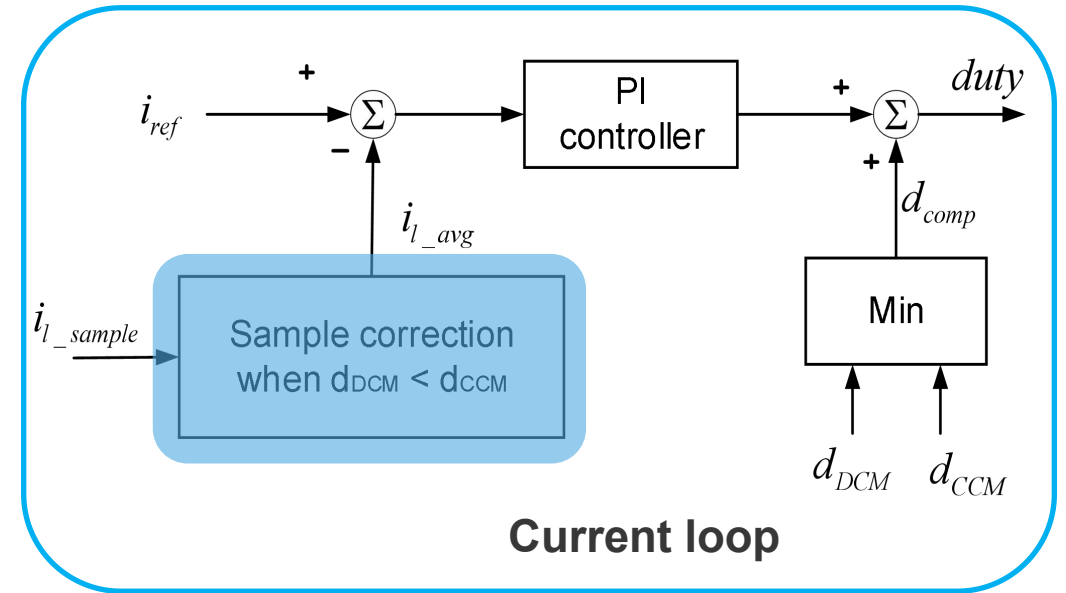 +
+
duty
i_ref
Σ
PI
controller
Σ
−
+
d_comp
i_l_avg
i_l_sample
Sample correction
when dDCM < dCCM
Min
d_DCM
d_CCM
Current loop